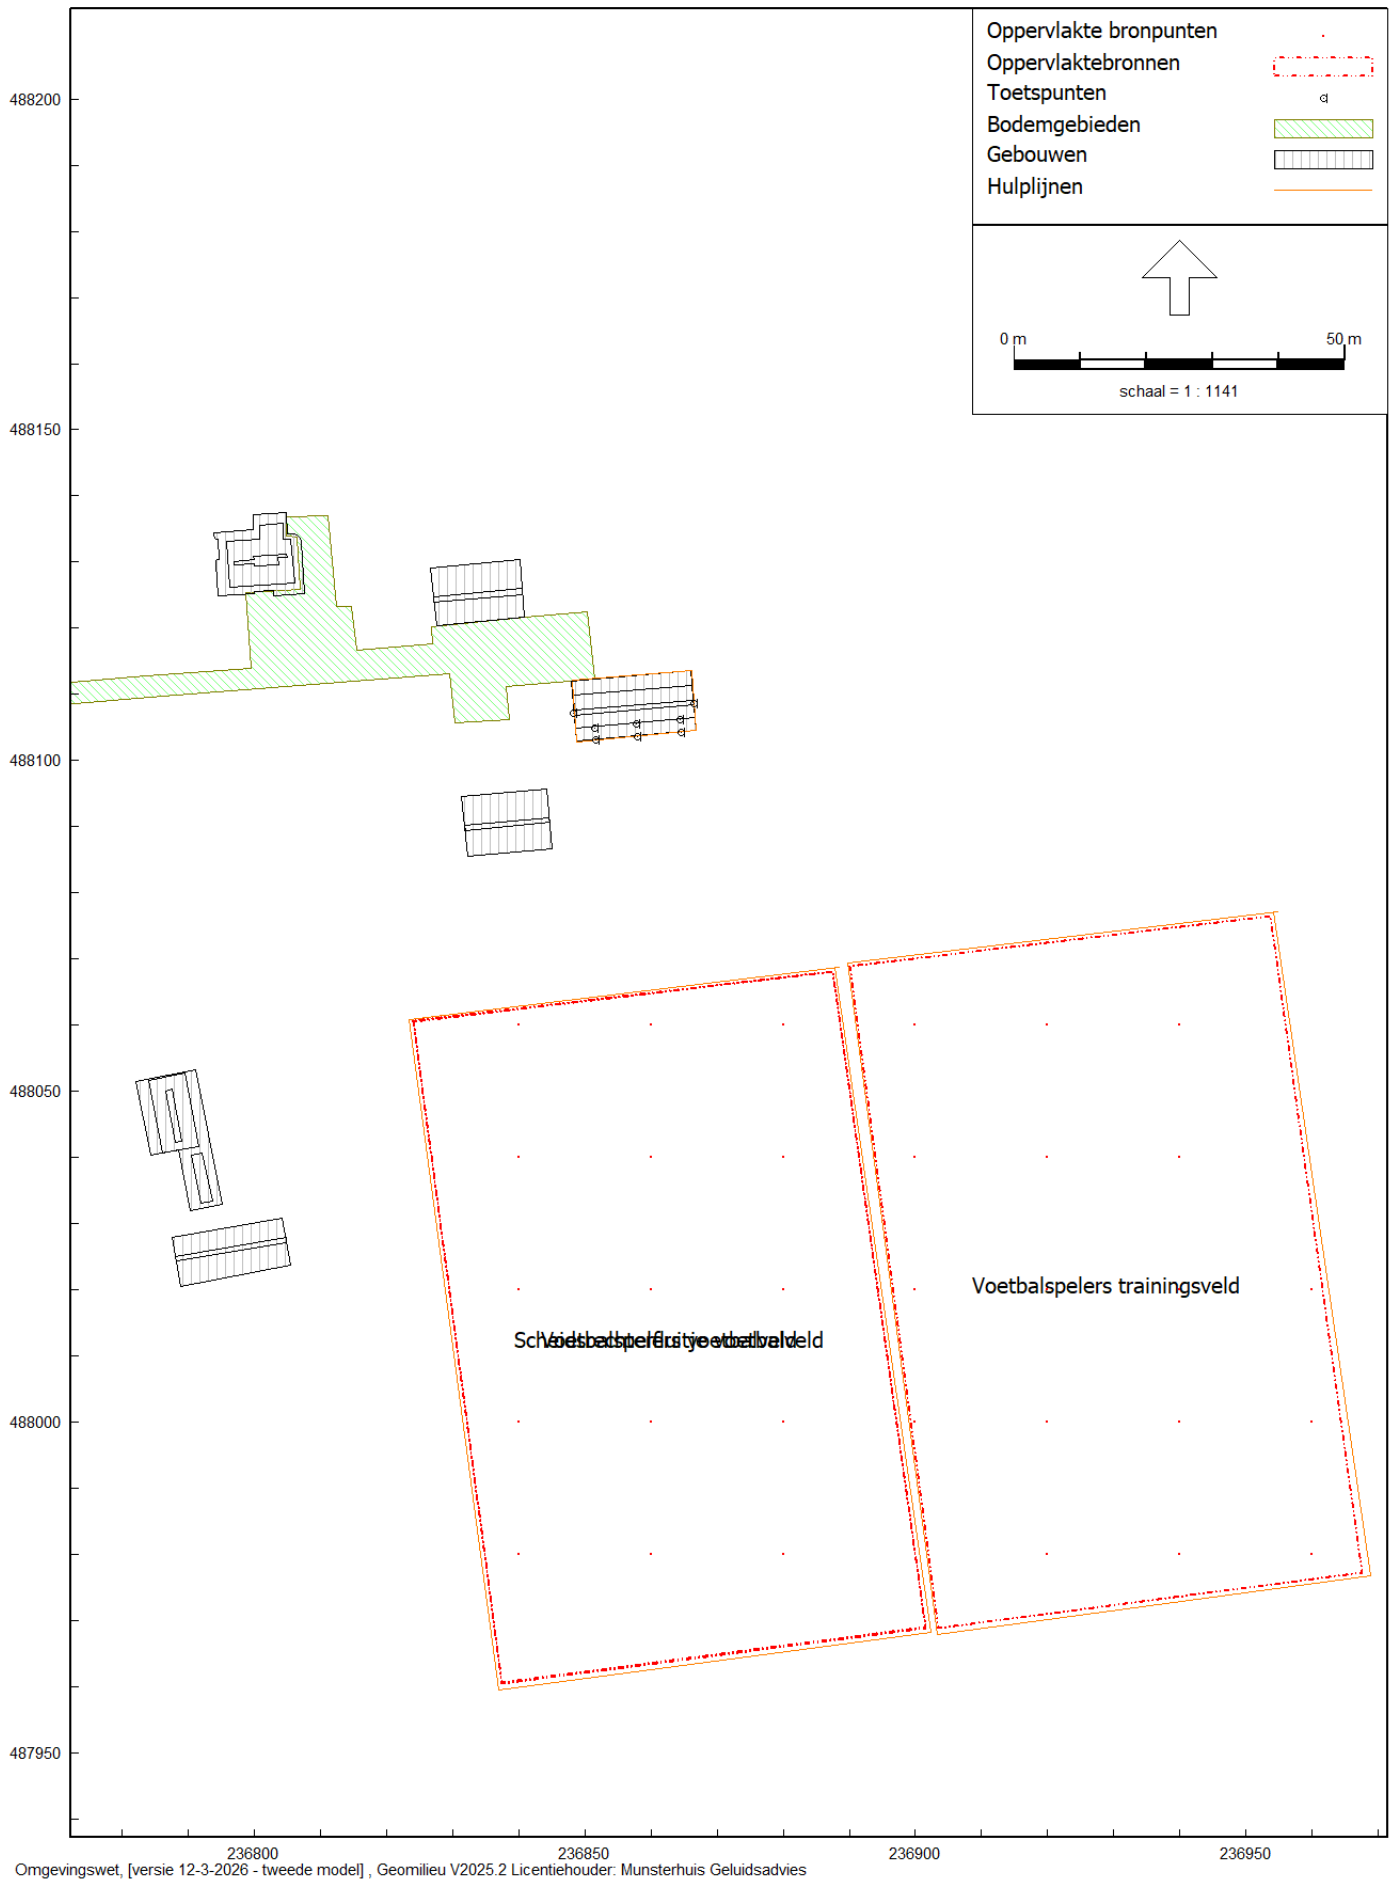 Oppervlakte bronpunten
Oppervlaktebronnen
Toetspunten
Bodemgebieden
Gebouwen
Hulplijnen
0 m 50 m
schaal = 1 : 1141
488200
488150
488100
488050
488000
487950
Voetbalspelers trainingsveld
236800 236850 236900 236950
Omgevingswet, [versie 12-3-2026 - tweede model] , Geomilieu V2025.2 Licentiehouder: Munsterhuis Geluidsadvies